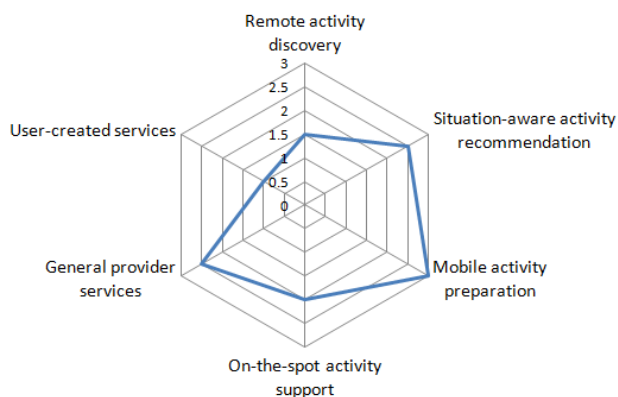 Remote activity
discovery
3
2.5
2
1.5
1
0.5
0
Situation-aware activity
recommendation
Mobile activity
preparation
On-the-spot activity
support
General provider
services
User-created services